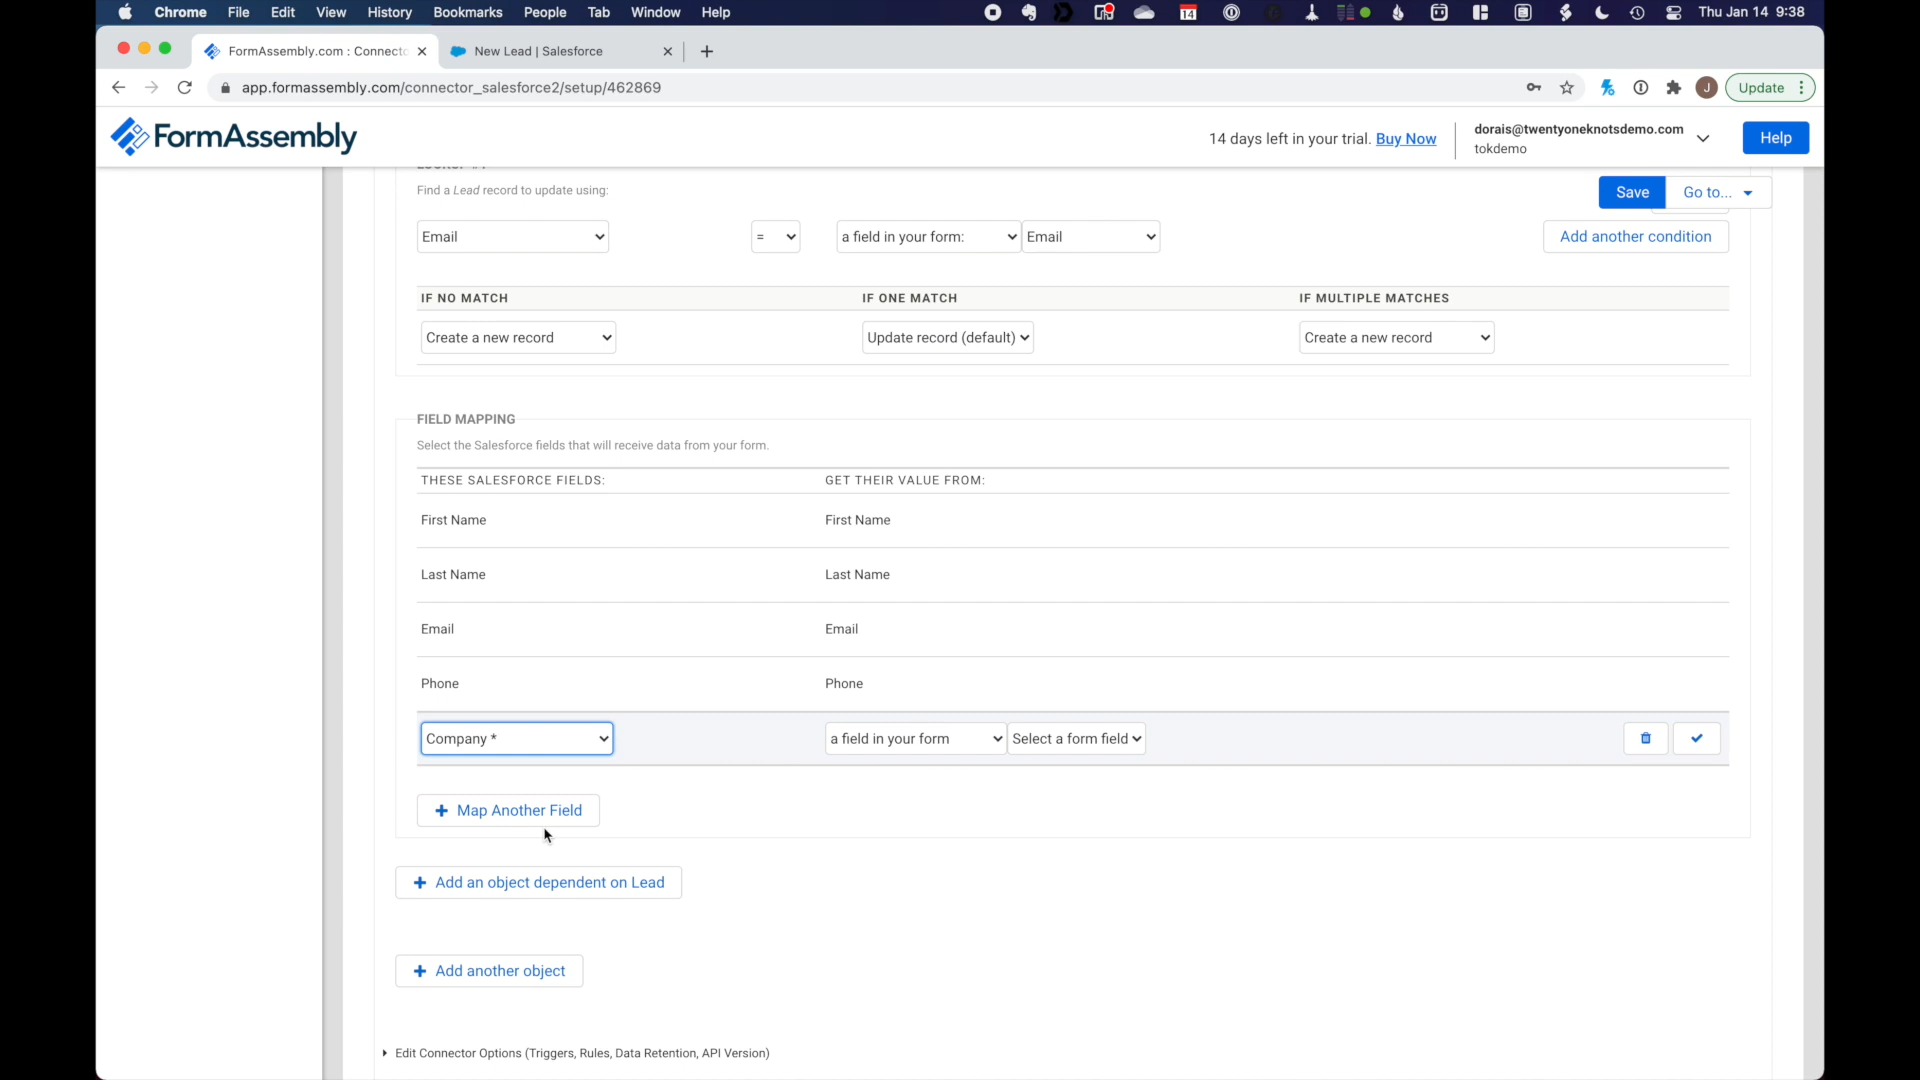 Chrome File Edit View History Bookmarks People Tab Window Help 14 Thu Jan 14 9:38
FormAssembly.com : Connecto
New Lead | Salesforce
app.formassembly.com/connector_salesforce2/setup/462869
J
Update
FormAssembly
14 days left in your trial. Buy Now
dorais@twentyoneknotsdemo.com
tokdemo
Help
Find a Lead record to update using:
Save
Go to...
Email
=
a field in your form:
Email
Add another condition
IF NO MATCH
IF ONE MATCH
IF MULTIPLE MATCHES
Create a new record
Update record (default)
Create a new record
FIELD MAPPING
Select the Salesforce fields that will receive data from your form.
THESE SALESFORCE FIELDS:
GET THEIR VALUE FROM:
First Name
First Name
Last Name
Last Name
Email
Email
Phone
Phone
Company *
a field in your form
Select a form field
+ Map Another Field
+ Add an object dependent on Lead
+ Add another object
Edit Connector Options (Triggers, Rules, Data Retention, API Version)